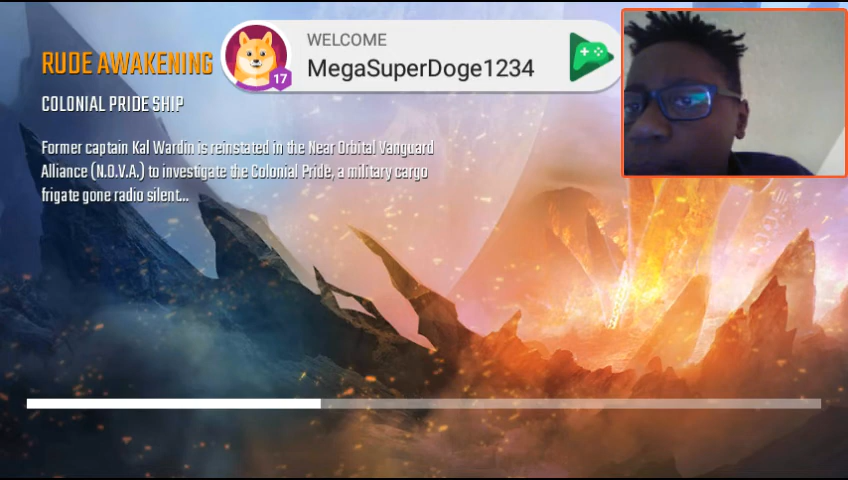 RUDE AWAKENING
WELCOME
17
MegaSuperDoge1234
COLONIAL PRIDE SHIP
Former captain Kal Wardin is reinstated in the Near Orbital Vanguard
Alliance (N.O.V.A.) to investigate the Colonial Pride, a military cargo
frigate gone radio silent...